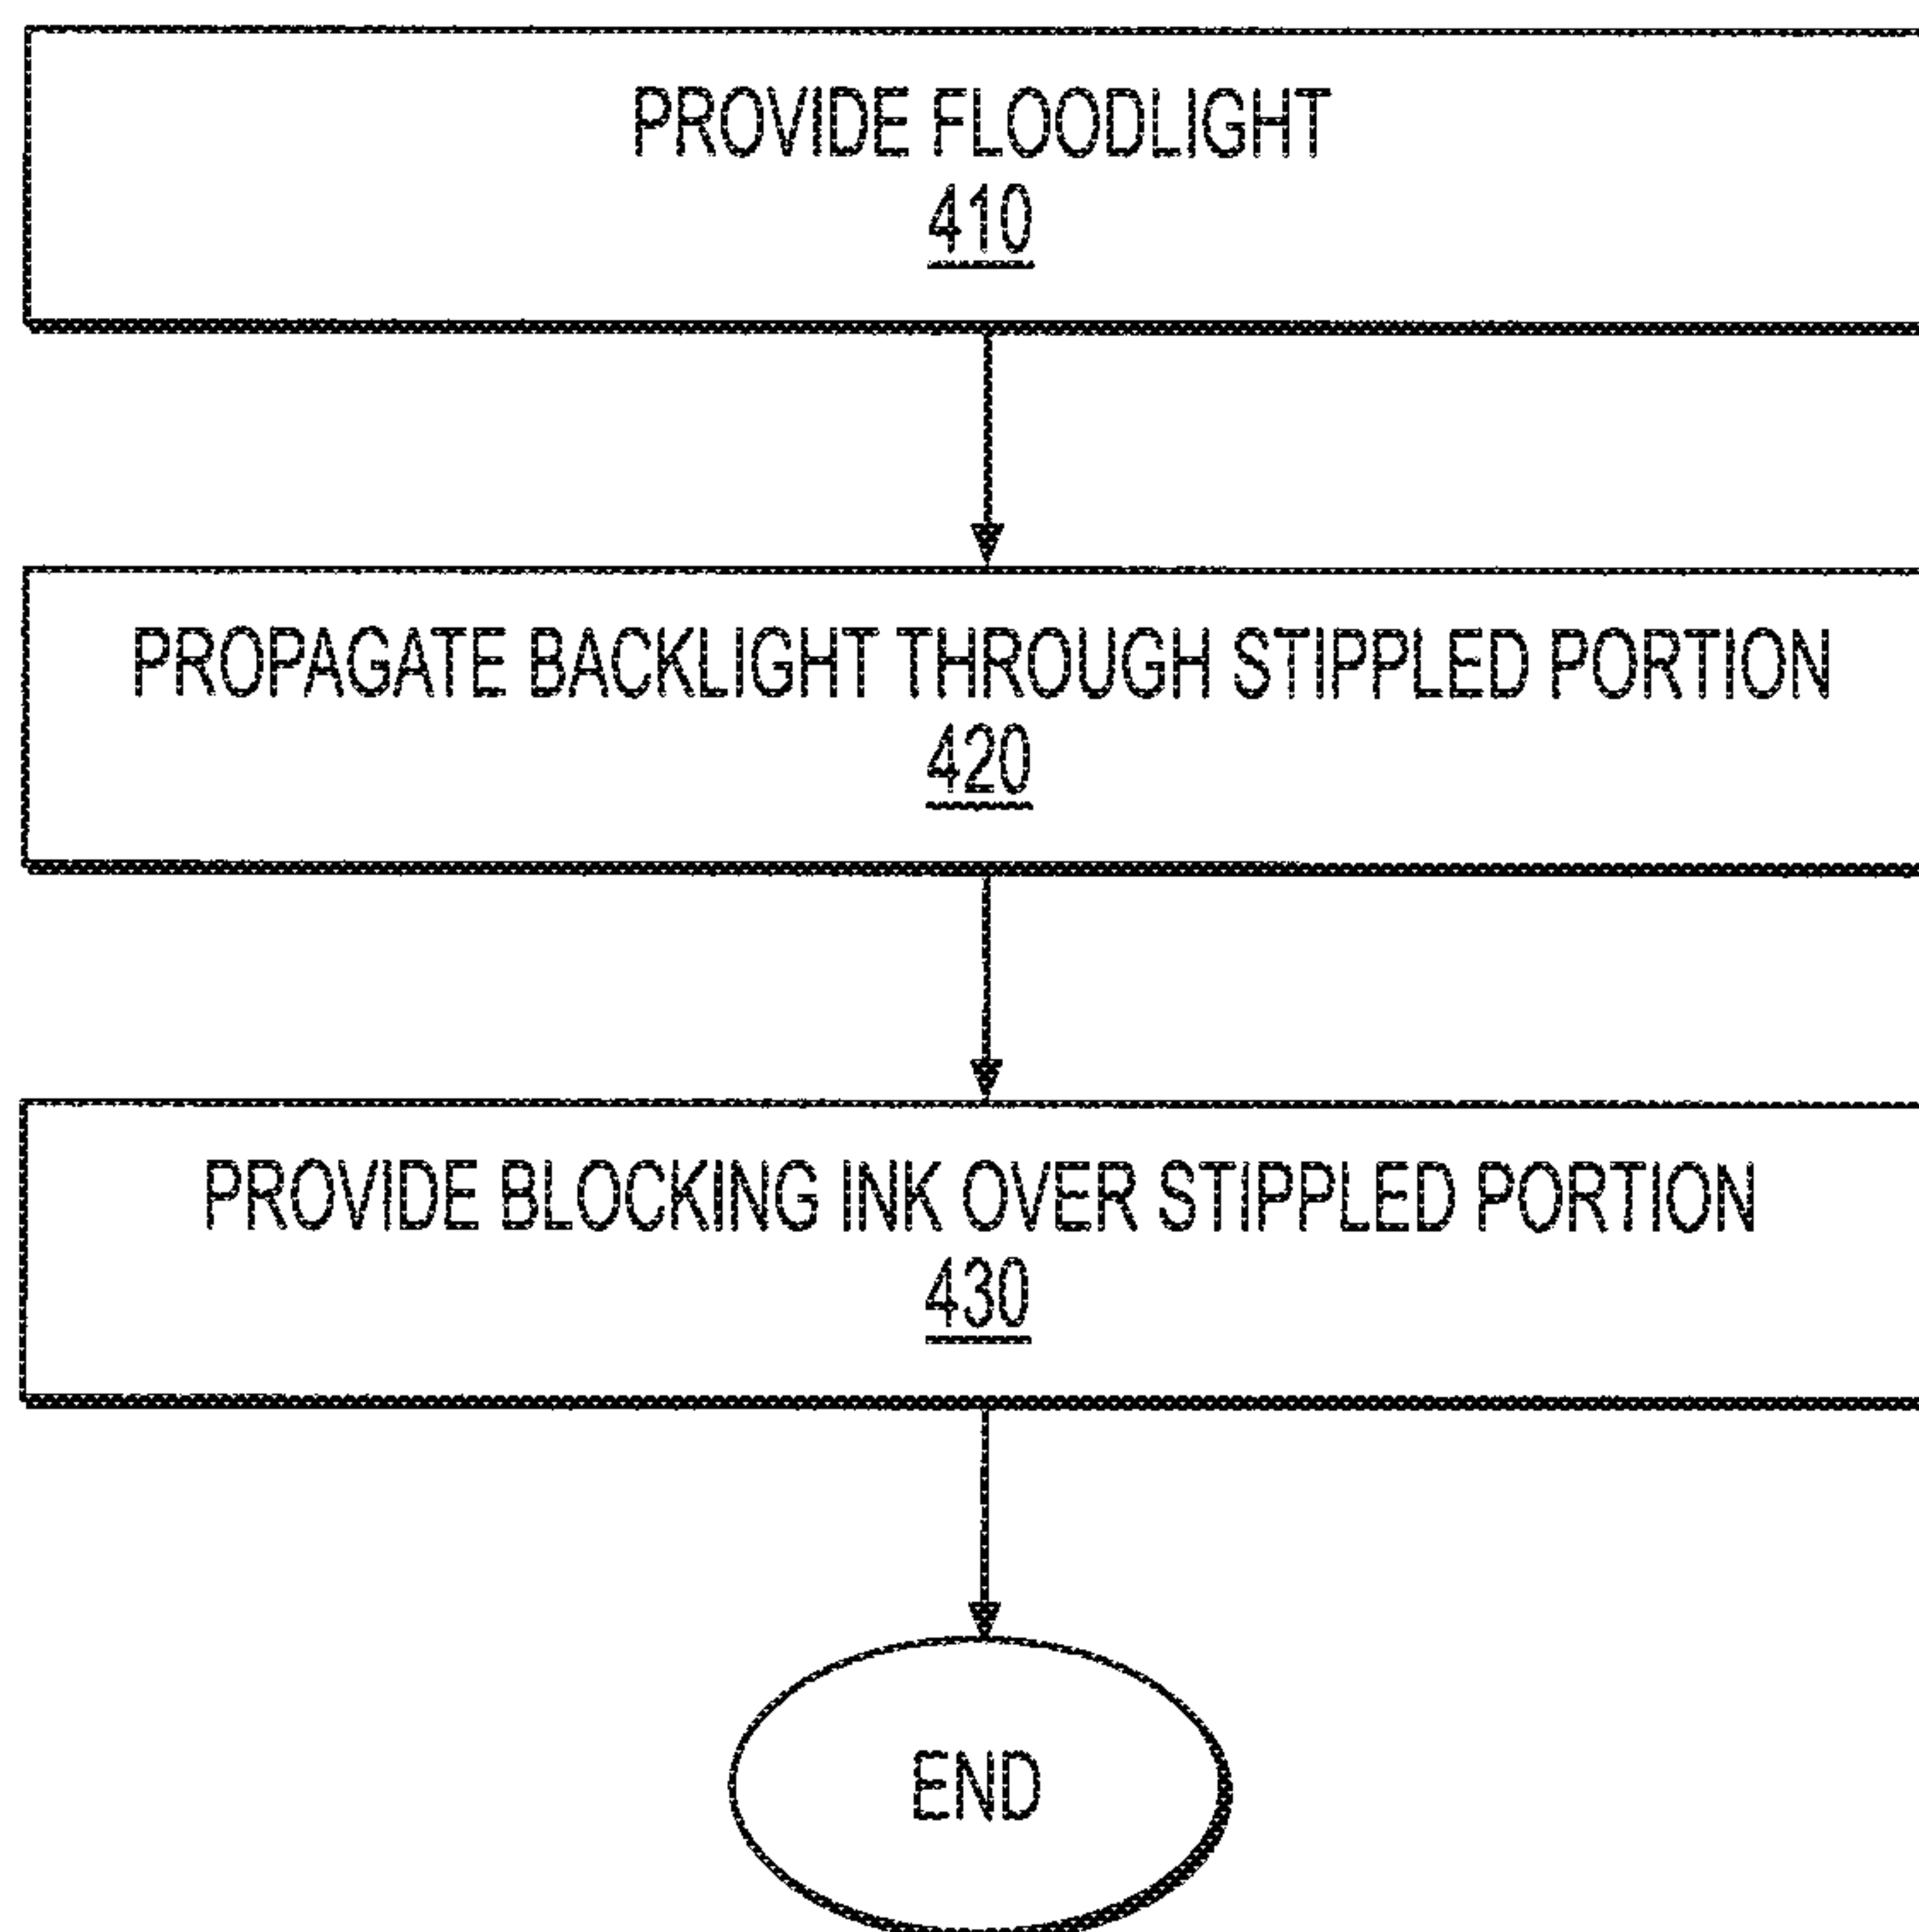 PROVIDE FLOODLIGHT
410
PROPAGATE BACKLIGHT THROUGH STIPPLED PORTION
420
PROVIDE BLOCKING INK OVER STIPPLED PORTION
430
END